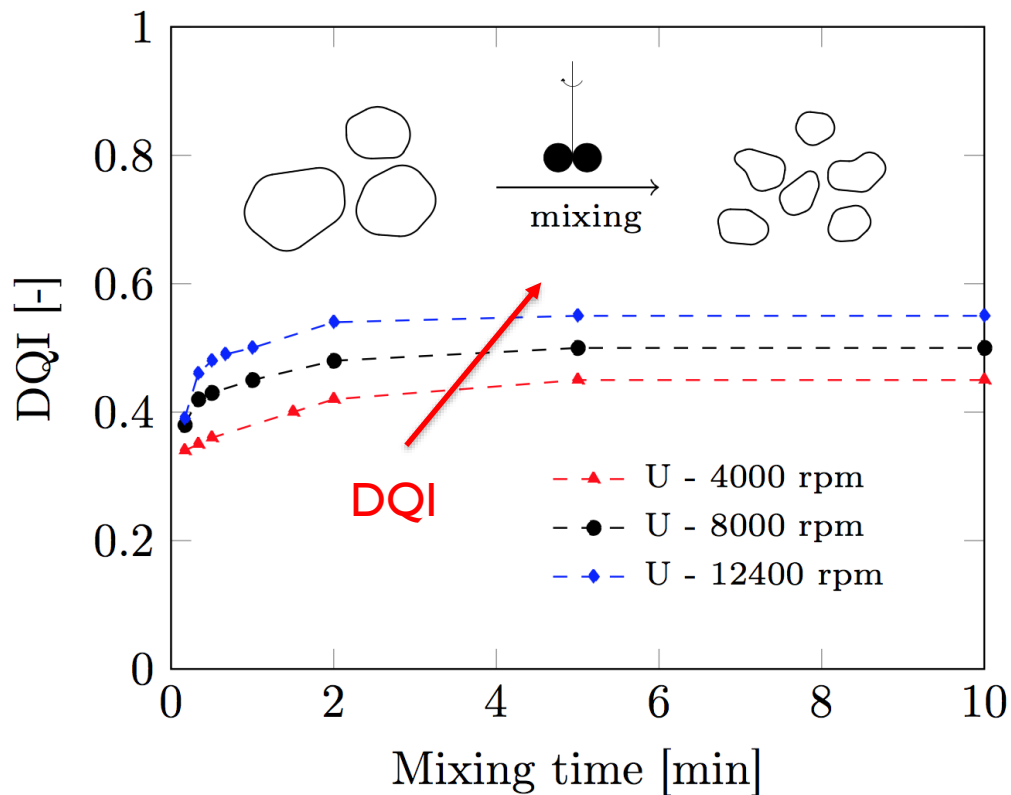 1
0.8
0.6
0.4
0.2
0
DQI [-]
mixing
DQI
U - 4000 rpm
U - 8000 rpm
U - 12400 rpm
0 2 4 6 8 10
Mixing time [min]